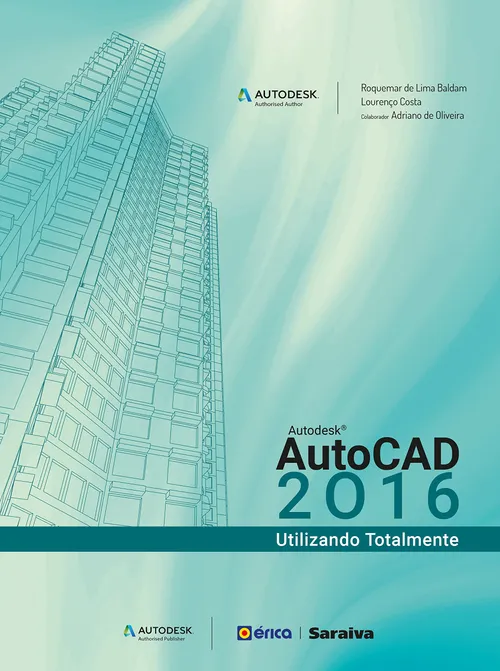 AUTODESK.
Authorised Author
Roquemar de Lima Baldam
Lourenço Costa
Colaborador Adriano de Oliveira
Autodesk®
AutoCAD
2016
Utilizando Totalmente
AUTODESK.
Authorised Publisher
érica
Saraiva